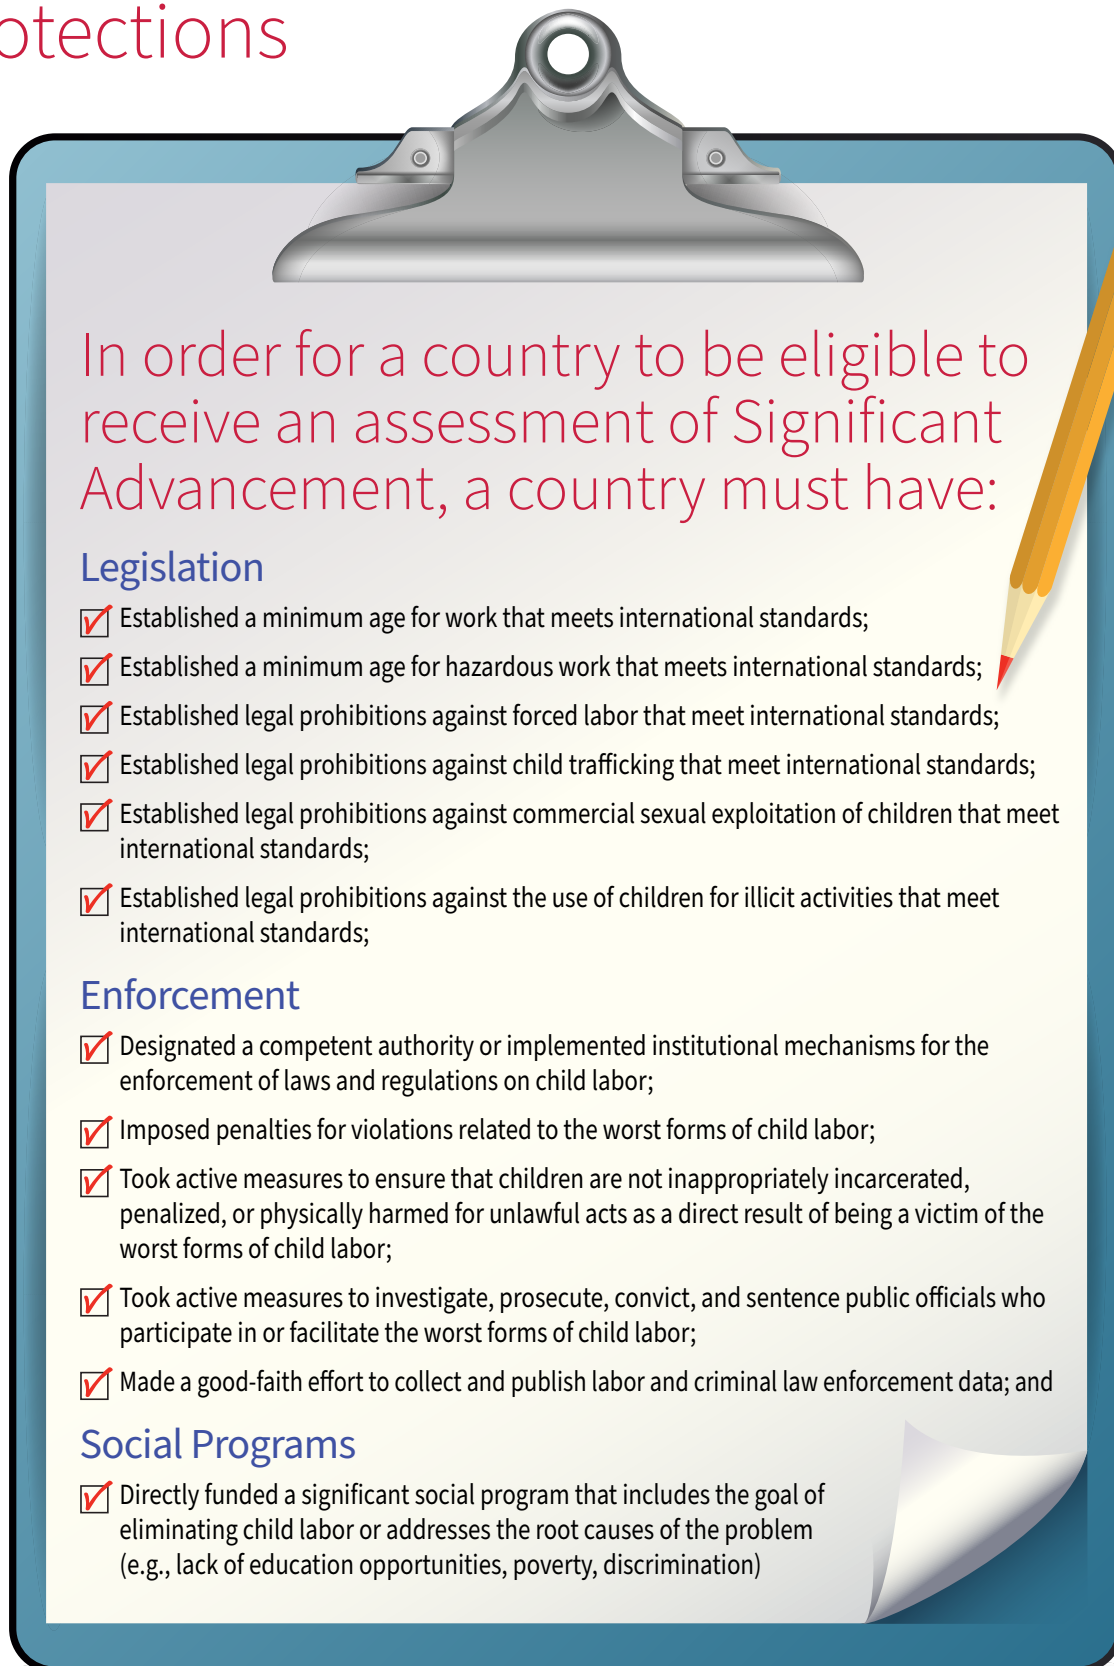 otections
In order for a country to be eligible to
receive an assessment of Significant
Advancement, a country must have:
Legislation
Established a minimum age for work that meets international standards;
Established a minimum age for hazardous work that meets international standards;
Established legal prohibitions against forced labor that meet international standards;
Established legal prohibitions against child trafficking that meet international standards;
Established legal prohibitions against commercial sexual exploitation of children that meet
international standards;
Established legal prohibitions against the use of children for illicit activities that meet
international standards;
Enforcement
Designated a competent authority or implemented institutional mechanisms for the
enforcement of laws and regulations on child labor;
Imposed penalties for violations related to the worst forms of child labor;
Took active measures to ensure that children are not inappropriately incarcerated,
penalized, or physically harmed for unlawful acts as a direct result of being a victim of the
worst forms of child labor;
Took active measures to investigate, prosecute, convict, and sentence public officials who
participate in or facilitate the worst forms of child labor;
Made a good-faith effort to collect and publish labor and criminal law enforcement data; and
Social Programs
Directly funded a significant social program that includes the goal of
eliminating child labor or addresses the root causes of the problem
(e.g., lack of education opportunities, poverty, discrimination)